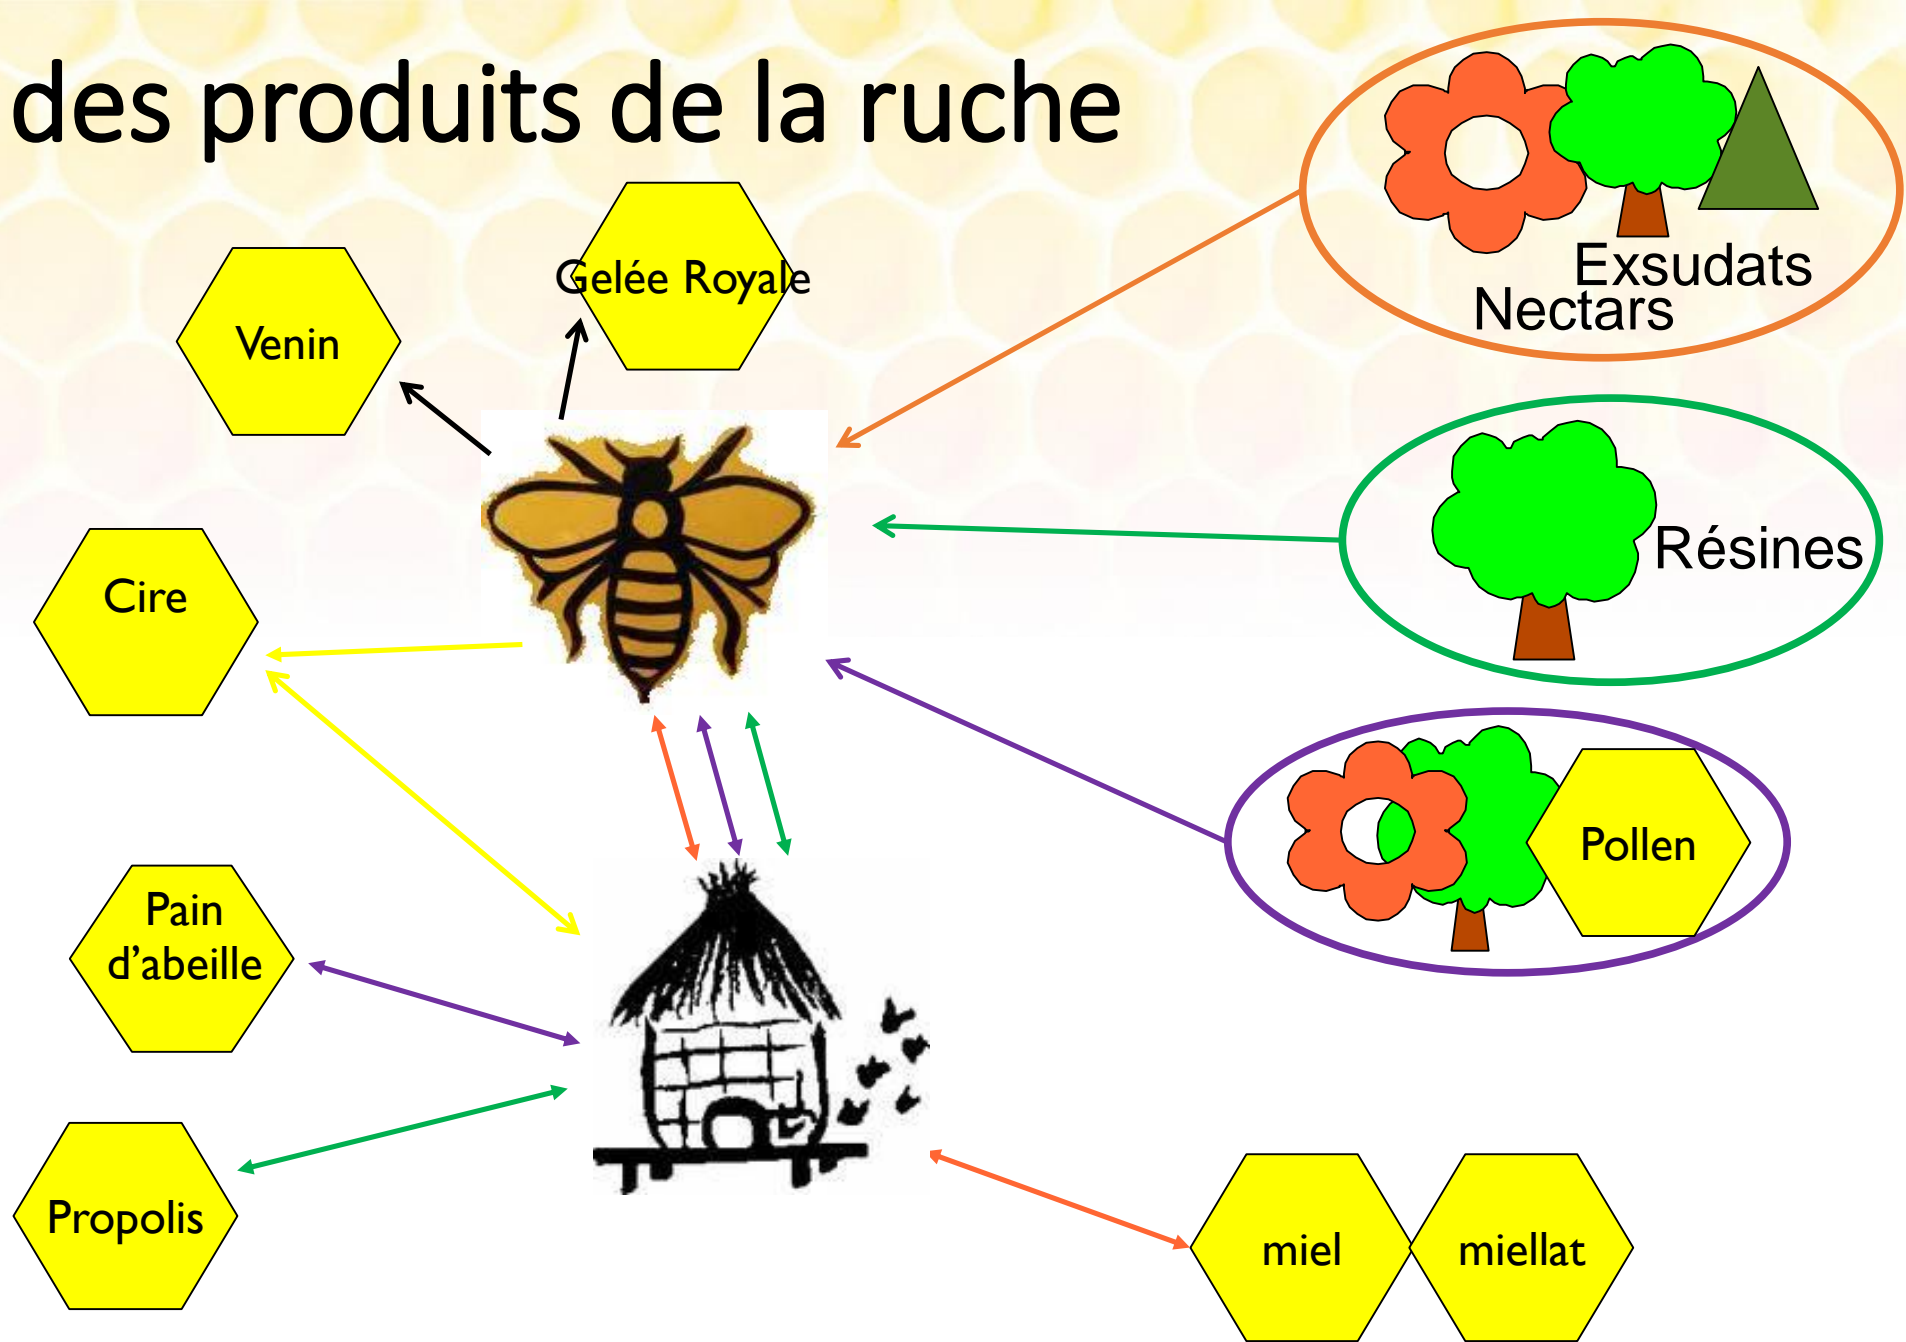 des produits de la ruche
Gelée Royale
Venin
Exsudats
Nectars
Résines
Cire
Pollen
Pain
d’abeille
Propolis
miel
miellat